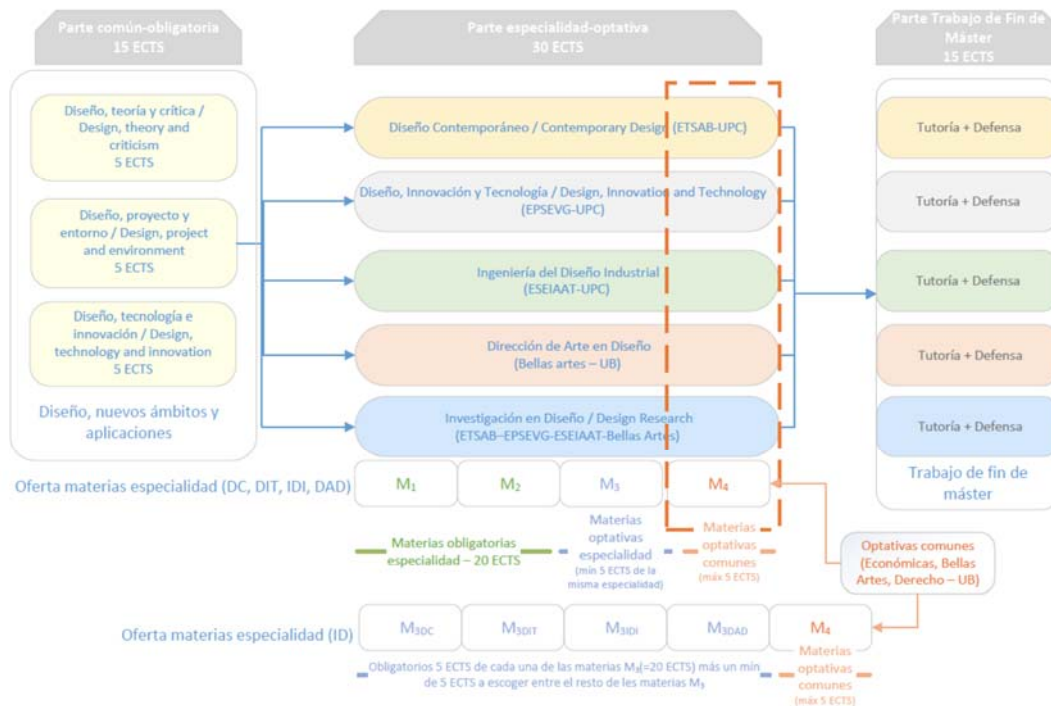 Parte común-obligatoria
15 ECTS
Parte especialidad-optativa
30 ECTS
Parte Trabajo de Fin de
Máster
15 ECTS
Diseño, teoría y crítica /
Design, theory and
criticism
5 ECTS
Diseño, proyecto y
entorno / Design, project
and environment
5 ECTS
Diseño, tecnología e
innovación / Design,
technology and innovation
5 ECTS
Diseño, nuevos ámbitos y
aplicaciones
Diseño Contemporáneo / Contemporary Design (ETSAB-UPC)
Diseño, Innovación y Tecnología / Design, Innovation and Technology
(EPSEVG-UPC)
Ingeniería del Diseño Industrial
(ESEIAAT-UPC)
Dirección de Arte en Diseño
(Bellas artes – UB)
Investigación en Diseño / Design Research
(ETSAB–EPSEVG-ESEIAAT-Bellas Artes)
Tutoría + Defensa
Tutoría + Defensa
Tutoría + Defensa
Tutoría + Defensa
Tutoría + Defensa
Trabajo de fin de
máster
Oferta materias especialidad (DC, DIT, IDI, DAD)
M₁
M₂
M₃
M₄
Materias obligatorias
especialidad – 20 ECTS
Materias
optativas
especialidad
(mín 5 ECTS de la
misma especialidad)
Materias
optativas
comunes
(máx 5 ECTS)
Optativas comunes
(Económicas, Bellas
Artes, Derecho – UB)
Oferta materias especialidad (ID)
M3DC
M3DIT
M3IDI
M3DAD
M₄
Obligatorios 5 ECTS de cada una de las materias M₃(=20 ECTS) más un mín
de 5 ECTS a escoger entre el resto de les materias M₃
Materias
optativas
comunes
(máx 5 ECTS)